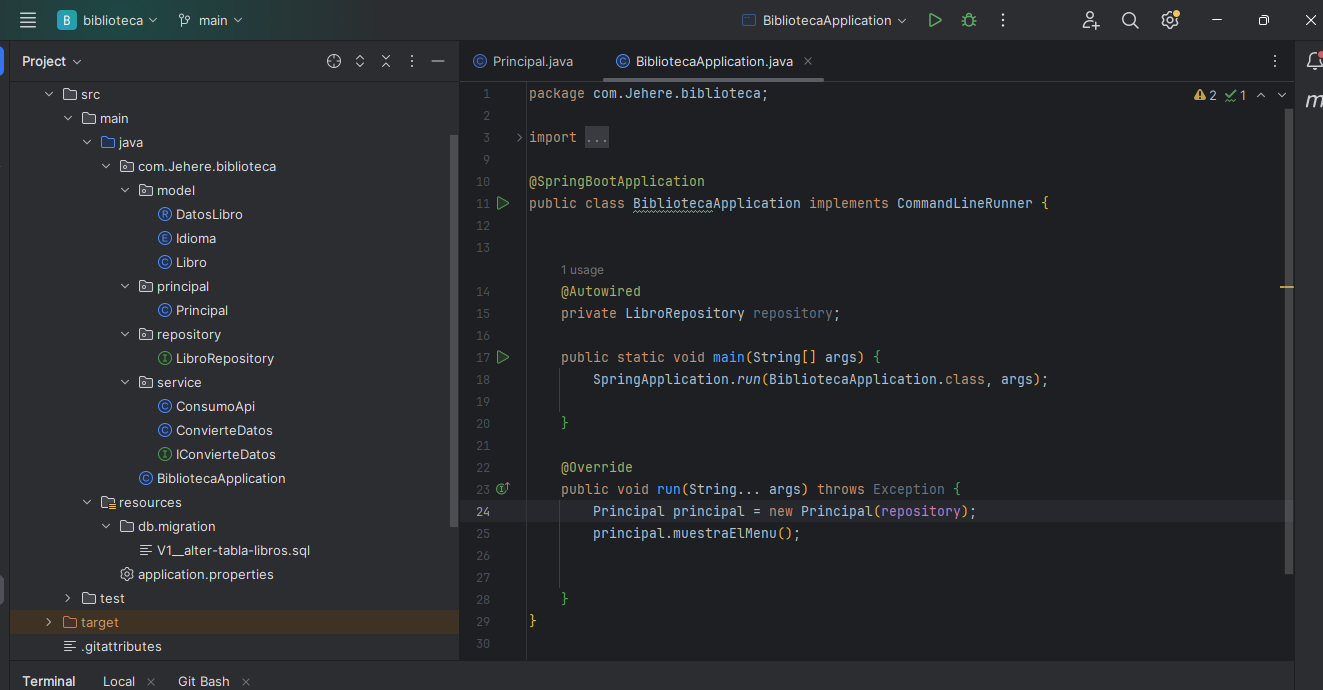 B biblioteca main BibliotecaApplication
Project
Principal.java BibliotecaApplication.java
src
main
java
com.Jehere.biblioteca
model
R DatosLibro
E Idioma
C Libro
principal
C Principal
repository
I LibroRepository
service
C ConsumoApi
C ConvierteDatos
I IConvierteDatos
C BibliotecaApplication
resources
db.migration
V1__alter-tabla-libros.sql
application.properties
test
target
.gitattributes
2 1
m
1 package com.Jehere.biblioteca;
2
3 import ...
9
10 @SpringBootApplication
11 public class BibliotecaApplication implements CommandLineRunner {
12
13
1 usage
14 @Autowired
15 private LibroRepository repository;
16
17 public static void main(String[] args) {
18 SpringApplication.run(BibliotecaApplication.class, args);
19
20 }
21
22 @Override
23 public void run(String... args) throws Exception {
24 Principal principal = new Principal(repository);
25 principal.muestraElMenu();
26
27
28 }
29 }
30
Terminal Local Git Bash